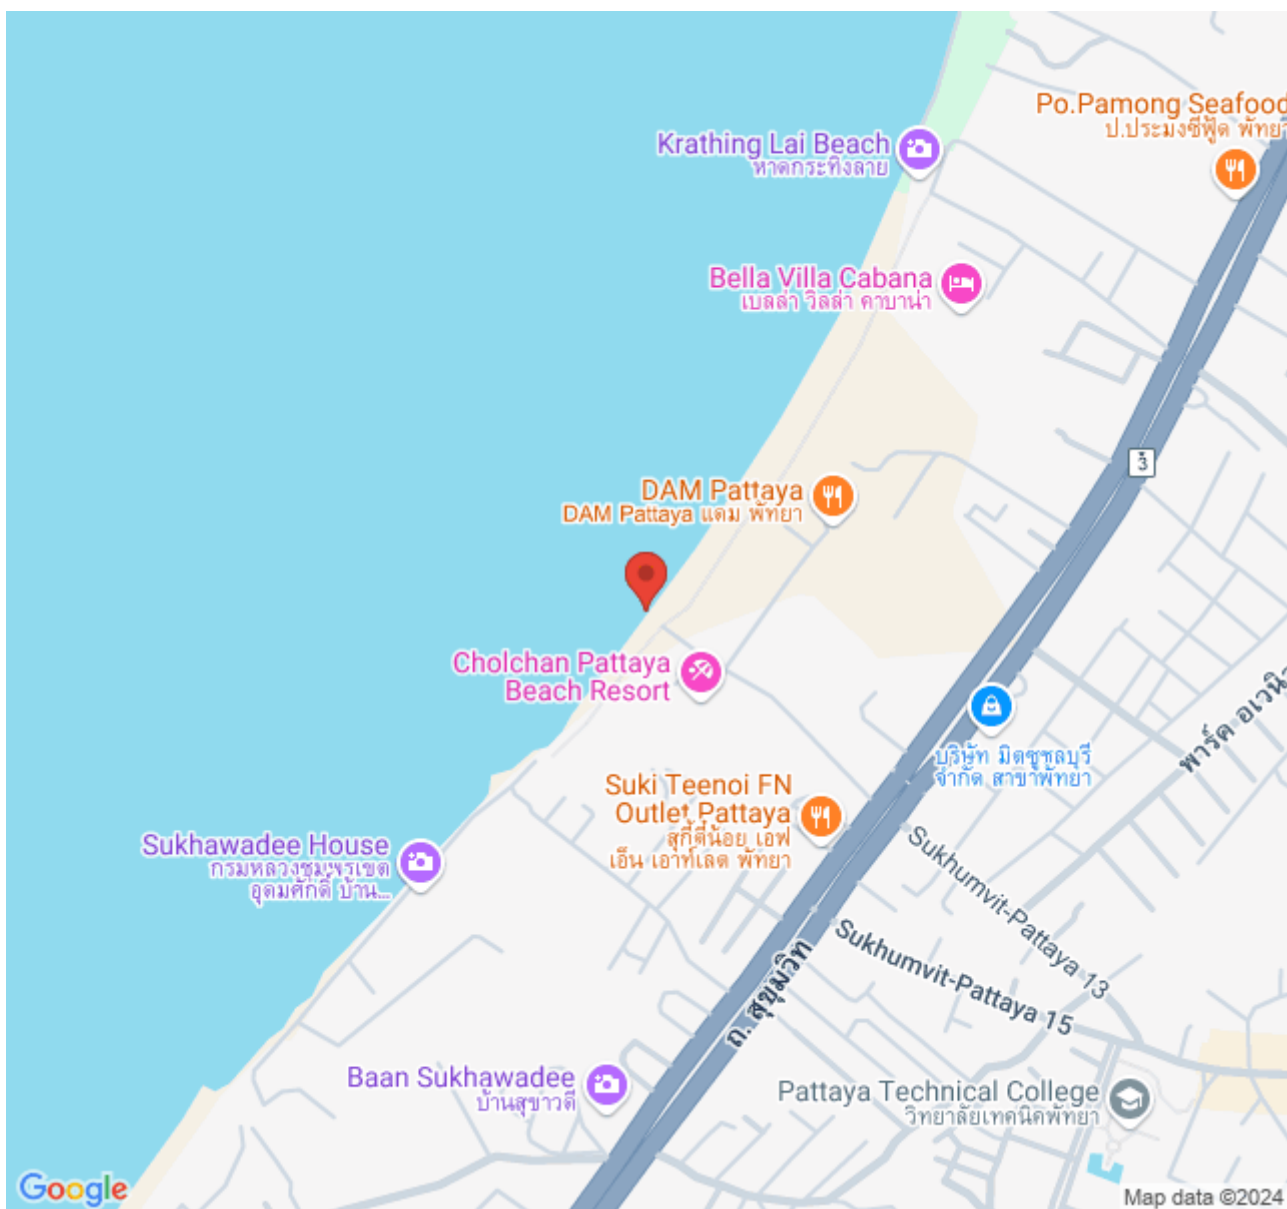 Po.Pamong Seafood
ป.ประมงซีฟู้ด พัทยา
Krathing Lai Beach
หาดกระทิงลาย
Bella Villa Cabana
เบลล่า วิลล่า คาบาน่า
3
DAM Pattaya
DAM Pattaya แดม พัทยา
Cholchan Pattaya
Beach Resort
บริษัท มิตซูชลบุรี
จำกัด สาขาพัทยา
พาร์ค อเวนิว
Suki Teenoi FN
Outlet Pattaya
สุกี้ตี๋น้อย เอฟ
เอ็น เอาท์เลต พัทยา
Sukhawadee House
กรมหลวงชุมพรเขต
อุดมศักดิ์ บ้าน...
Sukhumvit-Pattaya 13
Sukhumvit-Pattaya 15
ถ. สุขุมวิท
Baan Sukhawadee
บ้านสุขาวดี
Pattaya Technical College
วิทยาลัยเทคนิคพัทยา
Google
Map data ©2024